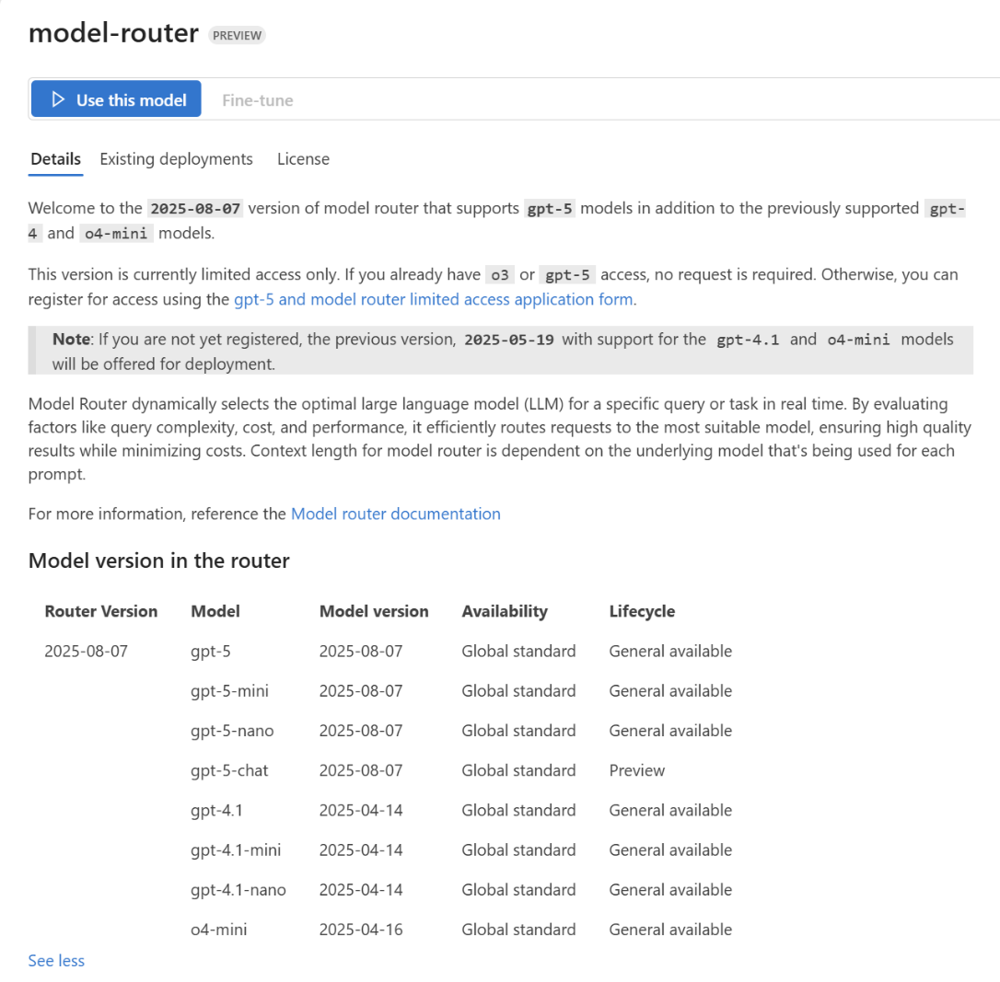 model-router PREVIEW
Use this model Fine-tune
Details Existing deployments License
Welcome to the 2025-08-07 version of model router that supports gpt-5 models in addition to the previously supported gpt-
4 and o4-mini models.
This version is currently limited access only. If you already have o3 or gpt-5 access, no request is required. Otherwise, you can
register for access using the gpt-5 and model router limited access application form.
Note: If you are not yet registered, the previous version, 2025-05-19 with support for the gpt-4.1 and o4-mini models
will be offered for deployment.
Model Router dynamically selects the optimal large language model (LLM) for a specific query or task in real time. By evaluating
factors like query complexity, cost, and performance, it efficiently routes requests to the most suitable model, ensuring high quality
results while minimizing costs. Context length for model router is dependent on the underlying model that's being used for each
prompt.
For more information, reference the Model router documentation
Model version in the router
Router Version Model Model version Availability Lifecycle
2025-08-07 gpt-5 2025-08-07 Global standard General available
gpt-5-mini 2025-08-07 Global standard General available
gpt-5-nano 2025-08-07 Global standard General available
gpt-5-chat 2025-08-07 Global standard Preview
gpt-4.1 2025-04-14 Global standard General available
gpt-4.1-mini 2025-04-14 Global standard General available
gpt-4.1-nano 2025-04-14 Global standard General available
o4-mini 2025-04-16 Global standard General available
See less